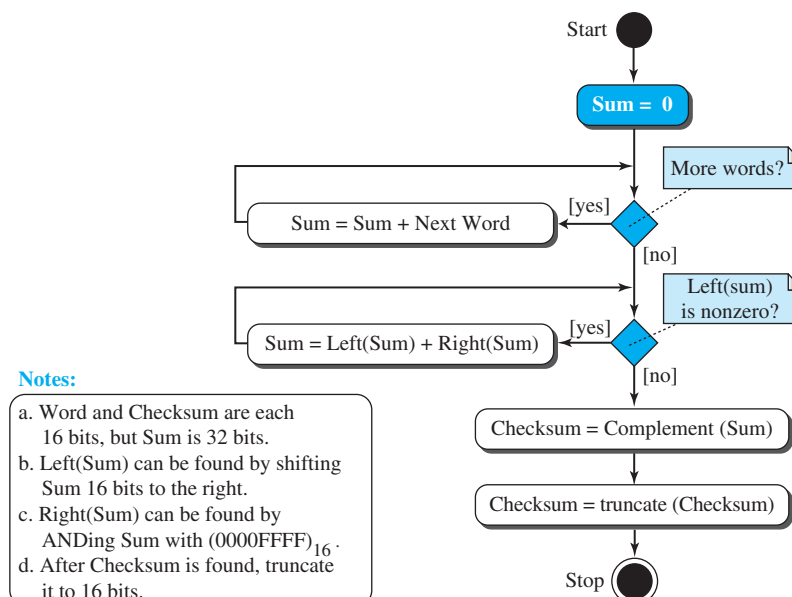 Start
Sum = 0
More words?
[yes]
Sum = Sum + Next Word
[no]
Left(sum)
is nonzero?
[yes]
Sum = Left(Sum) + Right(Sum)
[no]
Notes:
a. Word and Checksum are each
16 bits, but Sum is 32 bits.
b. Left(Sum) can be found by shifting
Sum 16 bits to the right.
c. Right(Sum) can be found by
ANDing Sum with (0000FFFF)16 .
d. After Checksum is found, truncate
it to 16 bits.
Checksum = Complement (Sum)
Checksum = truncate (Checksum)
Stop